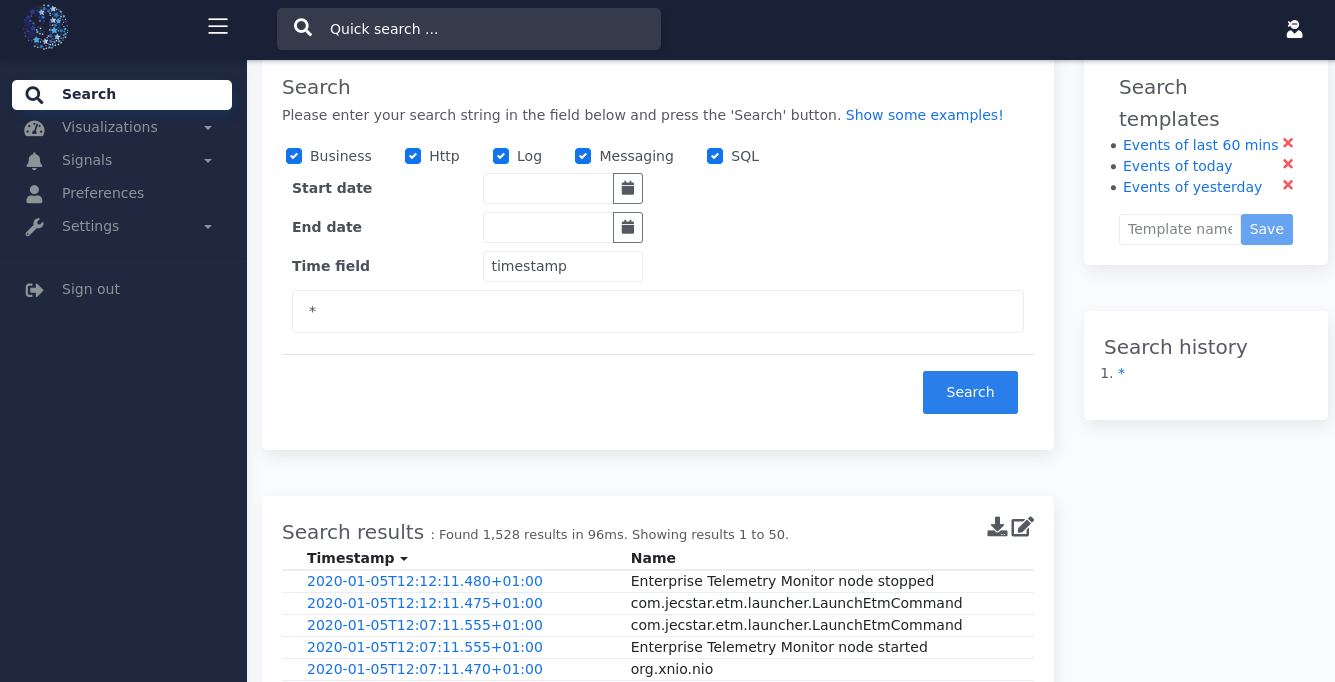 Quick search ...
Search
Visualizations
Signals
Preferences
Settings
Sign out
Search
Please enter your search string in the field below and press the 'Search' button. Show some examples!
Business Http Log Messaging SQL
Start date
End date
Time field timestamp
*
Search
Search results : Found 1,528 results in 96ms. Showing results 1 to 50.
Timestamp Name
2020-01-05T12:12:11.480+01:00 Enterprise Telemetry Monitor node stopped
2020-01-05T12:12:11.475+01:00 com.jecstar.etm.launcher.LaunchEtmCommand
2020-01-05T12:07:11.555+01:00 com.jecstar.etm.launcher.LaunchEtmCommand
2020-01-05T12:07:11.555+01:00 Enterprise Telemetry Monitor node started
2020-01-05T12:07:11.470+01:00 org.xnio.nio
Search
templates
• Events of last 60 mins
• Events of today
• Events of yesterday
Template name Save
Search history
1. *